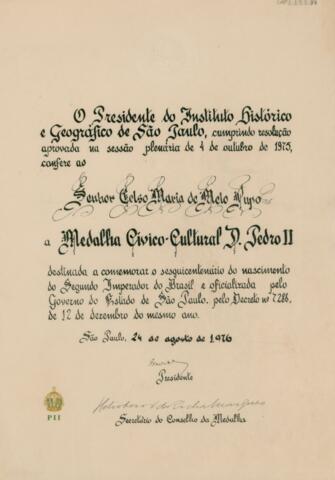 O Presidente do Instituto Histórico
e Geográfico de São Paulo, cumprindo resolução
aprovada na sessão plenária de 4 de outubro de 1975,
confere ao
Senhor Celso Maria de Melo Pupo
a Medalha Cívico-Cultural D. Pedro II
destinada a comemorar o sesquicentenário do nascimento
do Segundo Imperador do Brasil e oficializada pelo
Governo do Estado de São Paulo, pelo Decreto nº 7288,
de 12 de dezembro do mesmo ano.
São Paulo, 24 de agosto de 1976
Presidente
Secretário do Conselho da Medalha
PII